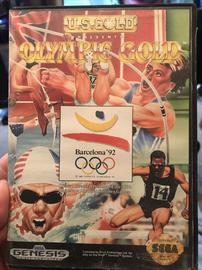 U.S. GOLD
PRESENTS
OLYMPIC GOLD
Barcelona '92
14
GENESIS
SEGA